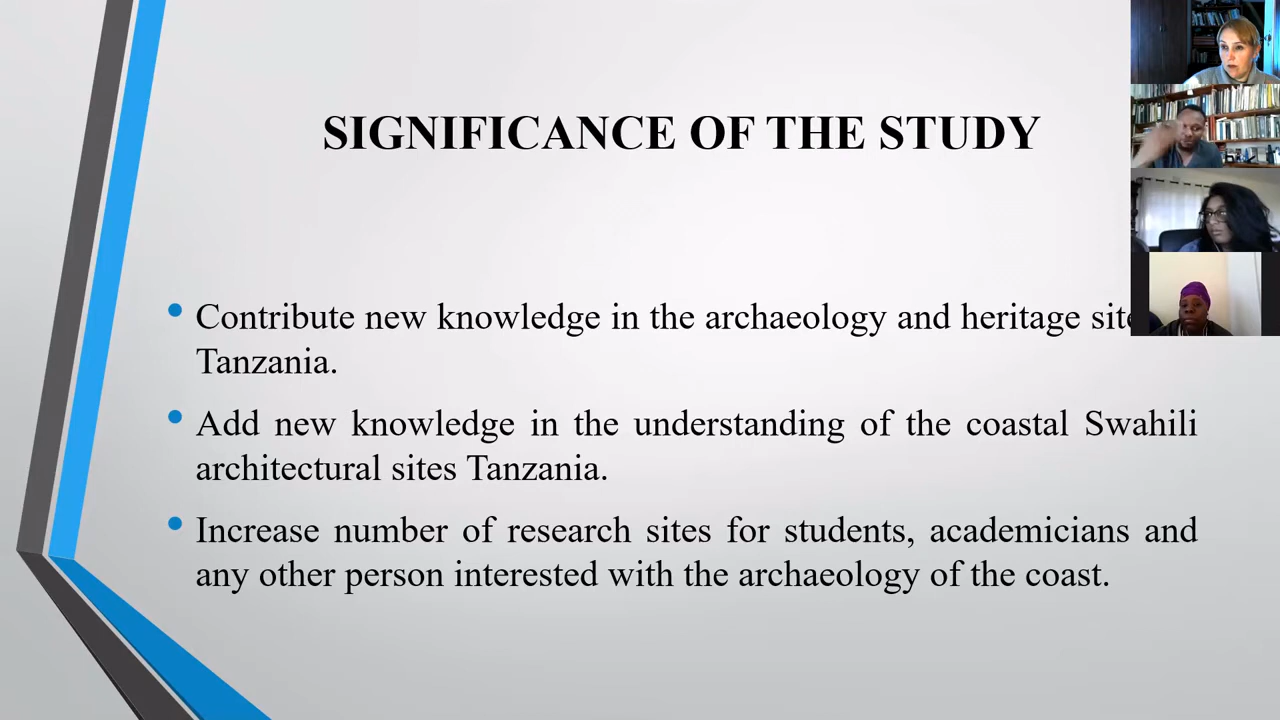 SIGNIFICANCE OF THE STUDY
• Contribute new knowledge in the archaeology and heritage
Tanzania.
• Add new knowledge in the understanding of the coastal Swahili
architectural sites Tanzania.
• Increase number of research sites for students, academicians and
any other person interested with the archaeology of the coast.